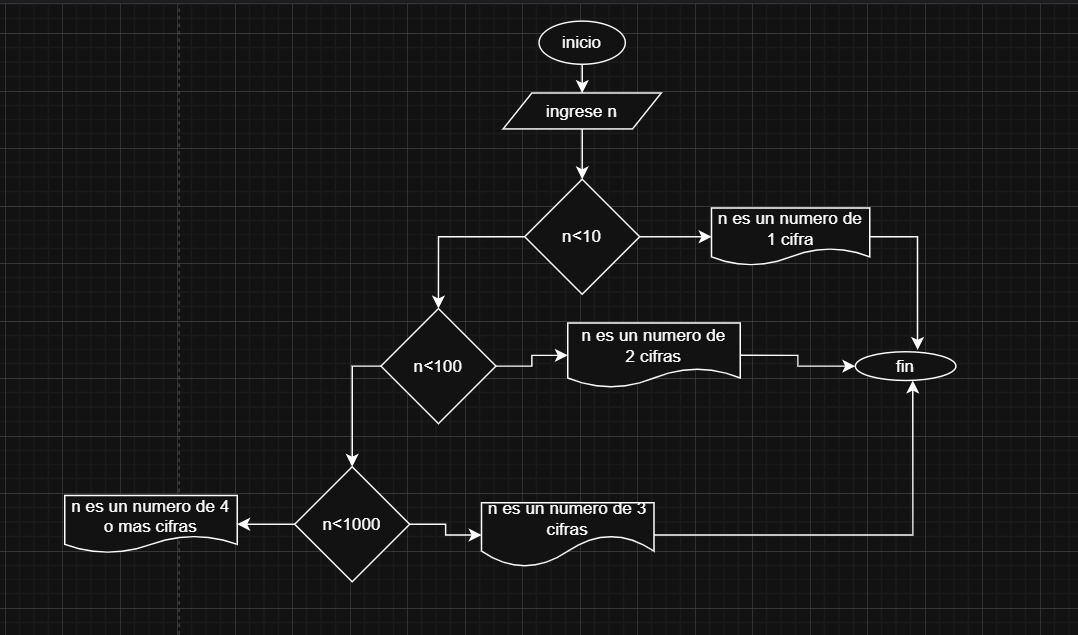 inicio
ingrese n
n<10
n es un numero de
1 cifra
n<100
n es un numero de
2 cifras
fin
n es un numero de 4
o mas cifras
n<1000
n es un numero de 3
cifras